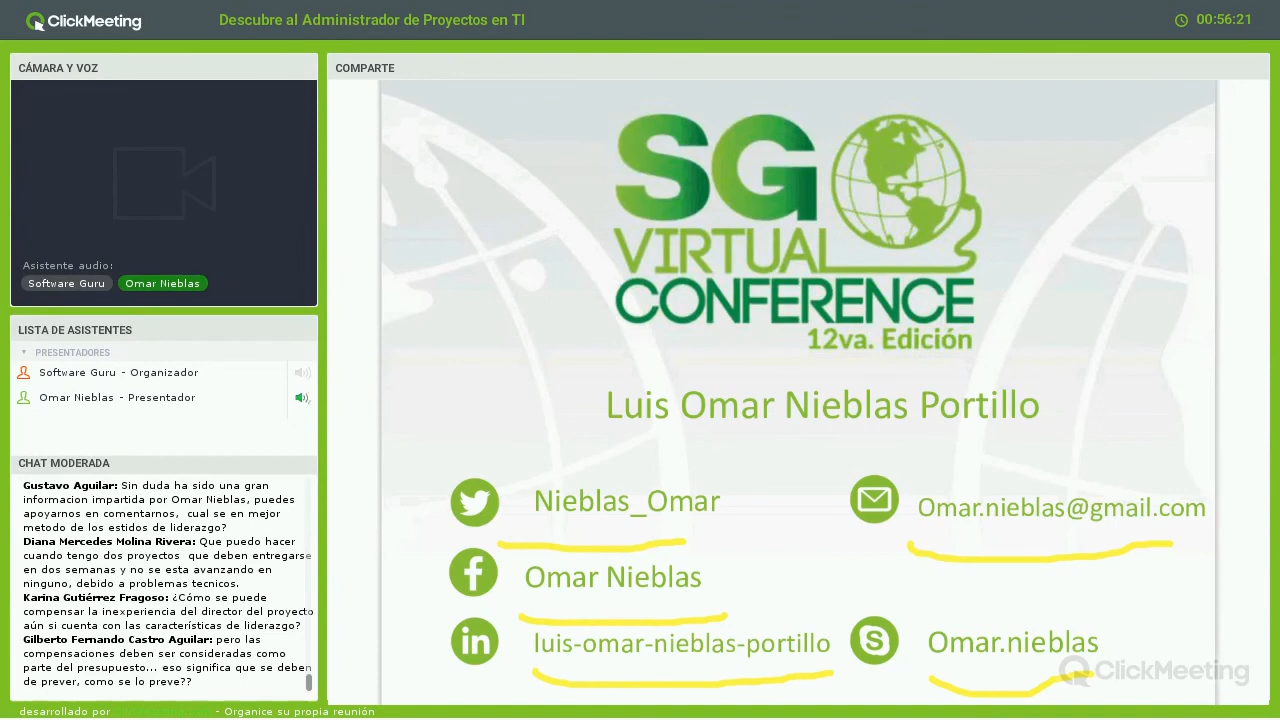 ClickMeeting
Descubre al Administrador de Proyectos en TI
00:56:21
CÁMARA Y VOZ
Asistente audio:
Software Guru
Omar Nieblas
LISTA DE ASISTENTES
PRESENTADORES
Software Guru - Organizador
Omar Nieblas - Presentador
CHAT MODERADA
Gustavo Aguilar: Sin duda ha sido una gran
informacion impartida por Omar Nieblas, puedes
apoyarnos en comentarnos, cual se en mejor
metodo de los estidos de liderazgo?
Diana Mercedes Molina Rivera: Que puedo hacer
cuando tengo dos proyectos que deben entregarse
en dos semanas y no se esta avanzando en
ninguno, debido a problemas tecnicos.
Karina Gutiérrez Fragoso: ¿Cómo se puede
compensar la inexperiencia del director del proyecto
aún si cuenta con las características de liderazgo?
Gilberto Fernando Castro Aguilar: pero las
compensaciones deben ser consideradas como
parte del presupuesto... eso significa que se deben
de prever, como se lo preve??
desarrollado por
- Organice su propia reunión
COMPARTE
SG
VIRTUAL
CONFERENCE
12va. Edición
Luis Omar Nieblas Portillo
Nieblas_Omar
Omar.nieblas@gmail.com
Omar Nieblas
luis-omar-nieblas-portillo
Omar.nieblas
ClickMeeting